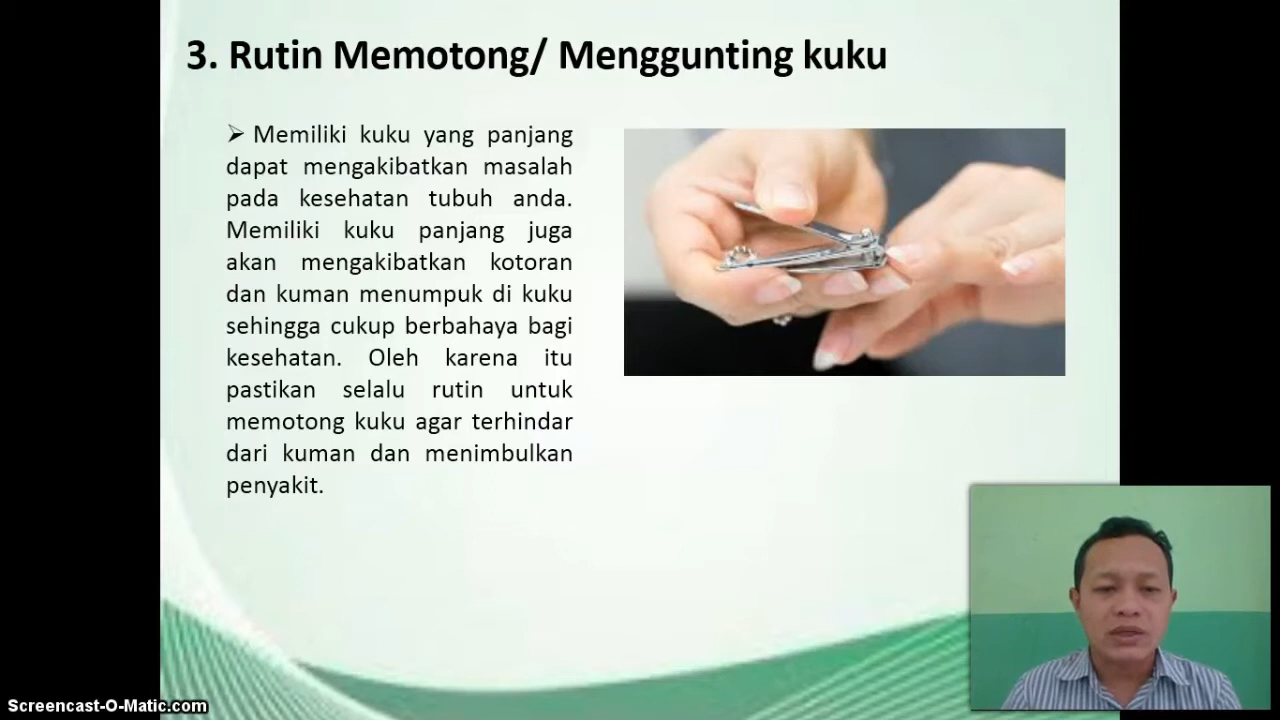 3. Rutin Memotong/ Menggunting kuku
➢ Memiliki kuku yang panjang
dapat mengakibatkan masalah
pada kesehatan tubuh anda.
Memiliki kuku panjang juga
akan mengakibatkan kotoran
dan kuman menumpuk di kuku
sehingga cukup berbahaya bagi
kesehatan. Oleh karena itu
pastikan selalu rutin untuk
memotong kuku agar terhindar
dari kuman dan menimbulkan
penyakit.
Screencast-O-Matic.com